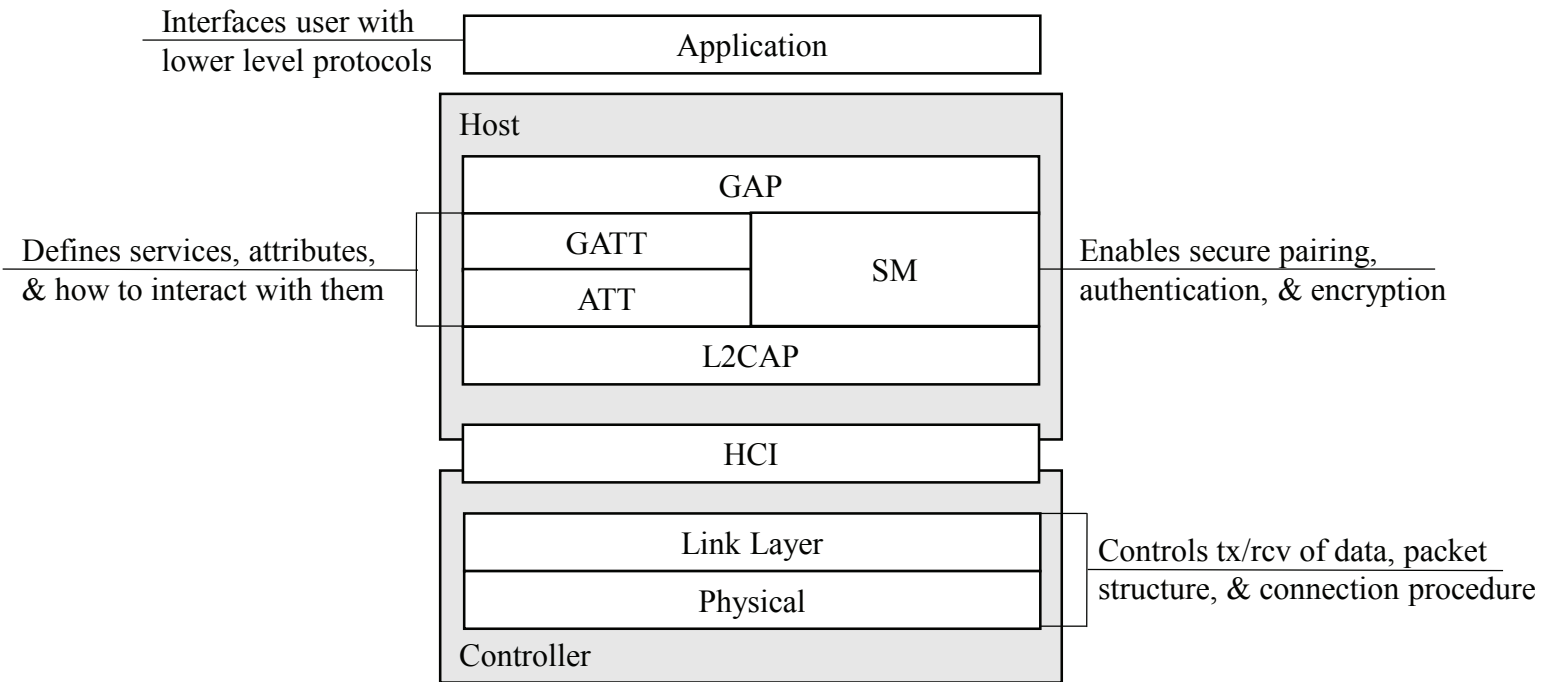 Interfaces user with
lower level protocols
Application
Host
GAP
GATT
ATT
SM
Defines services, attributes,
& how to interact with them
Enables secure pairing,
authentication, & encryption
L2CAP
HCI
Link Layer
Physical
Controls tx/rcv of data, packet
structure, & connection procedure
Controller